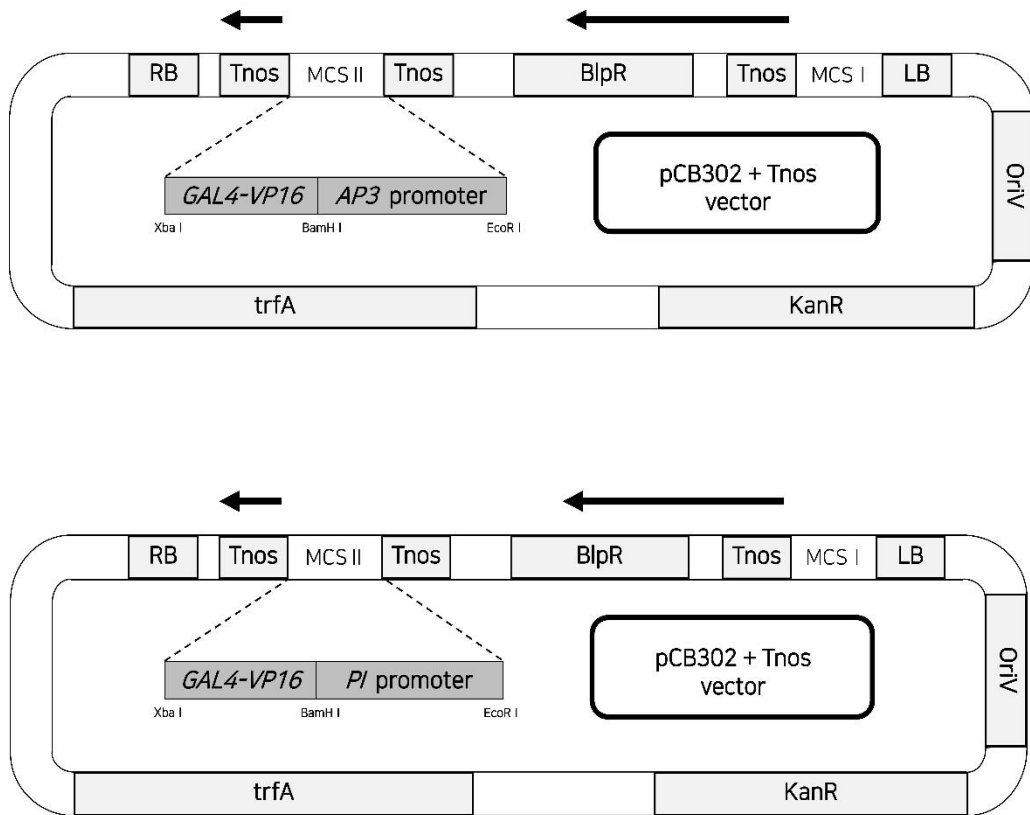 RB Tnos MCS II Tnos BlpR Tnos MCS I LB
OriV
GAL4-VP16 AP3 promoter
Xba I BamH I EcoR I
pCB302 + Tnos
vector
trfA KanR
RB Tnos MCS II Tnos BlpR Tnos MCS I LB
OriV
GAL4-VP16 PI promoter
Xba I BamH I EcoR I
pCB302 + Tnos
vector
trfA KanR